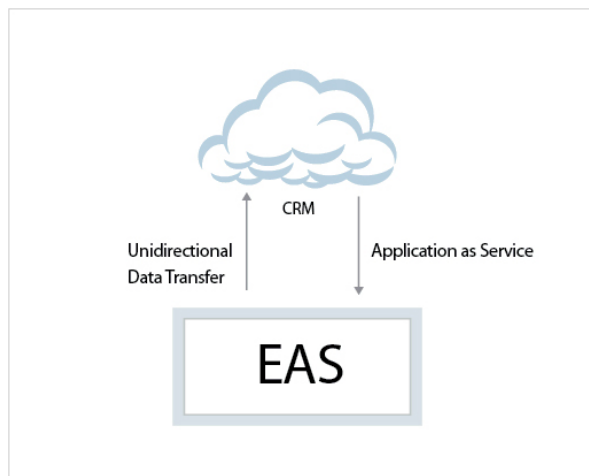 CRM
Unidirectional
Data Transfer
Application as Service
EAS